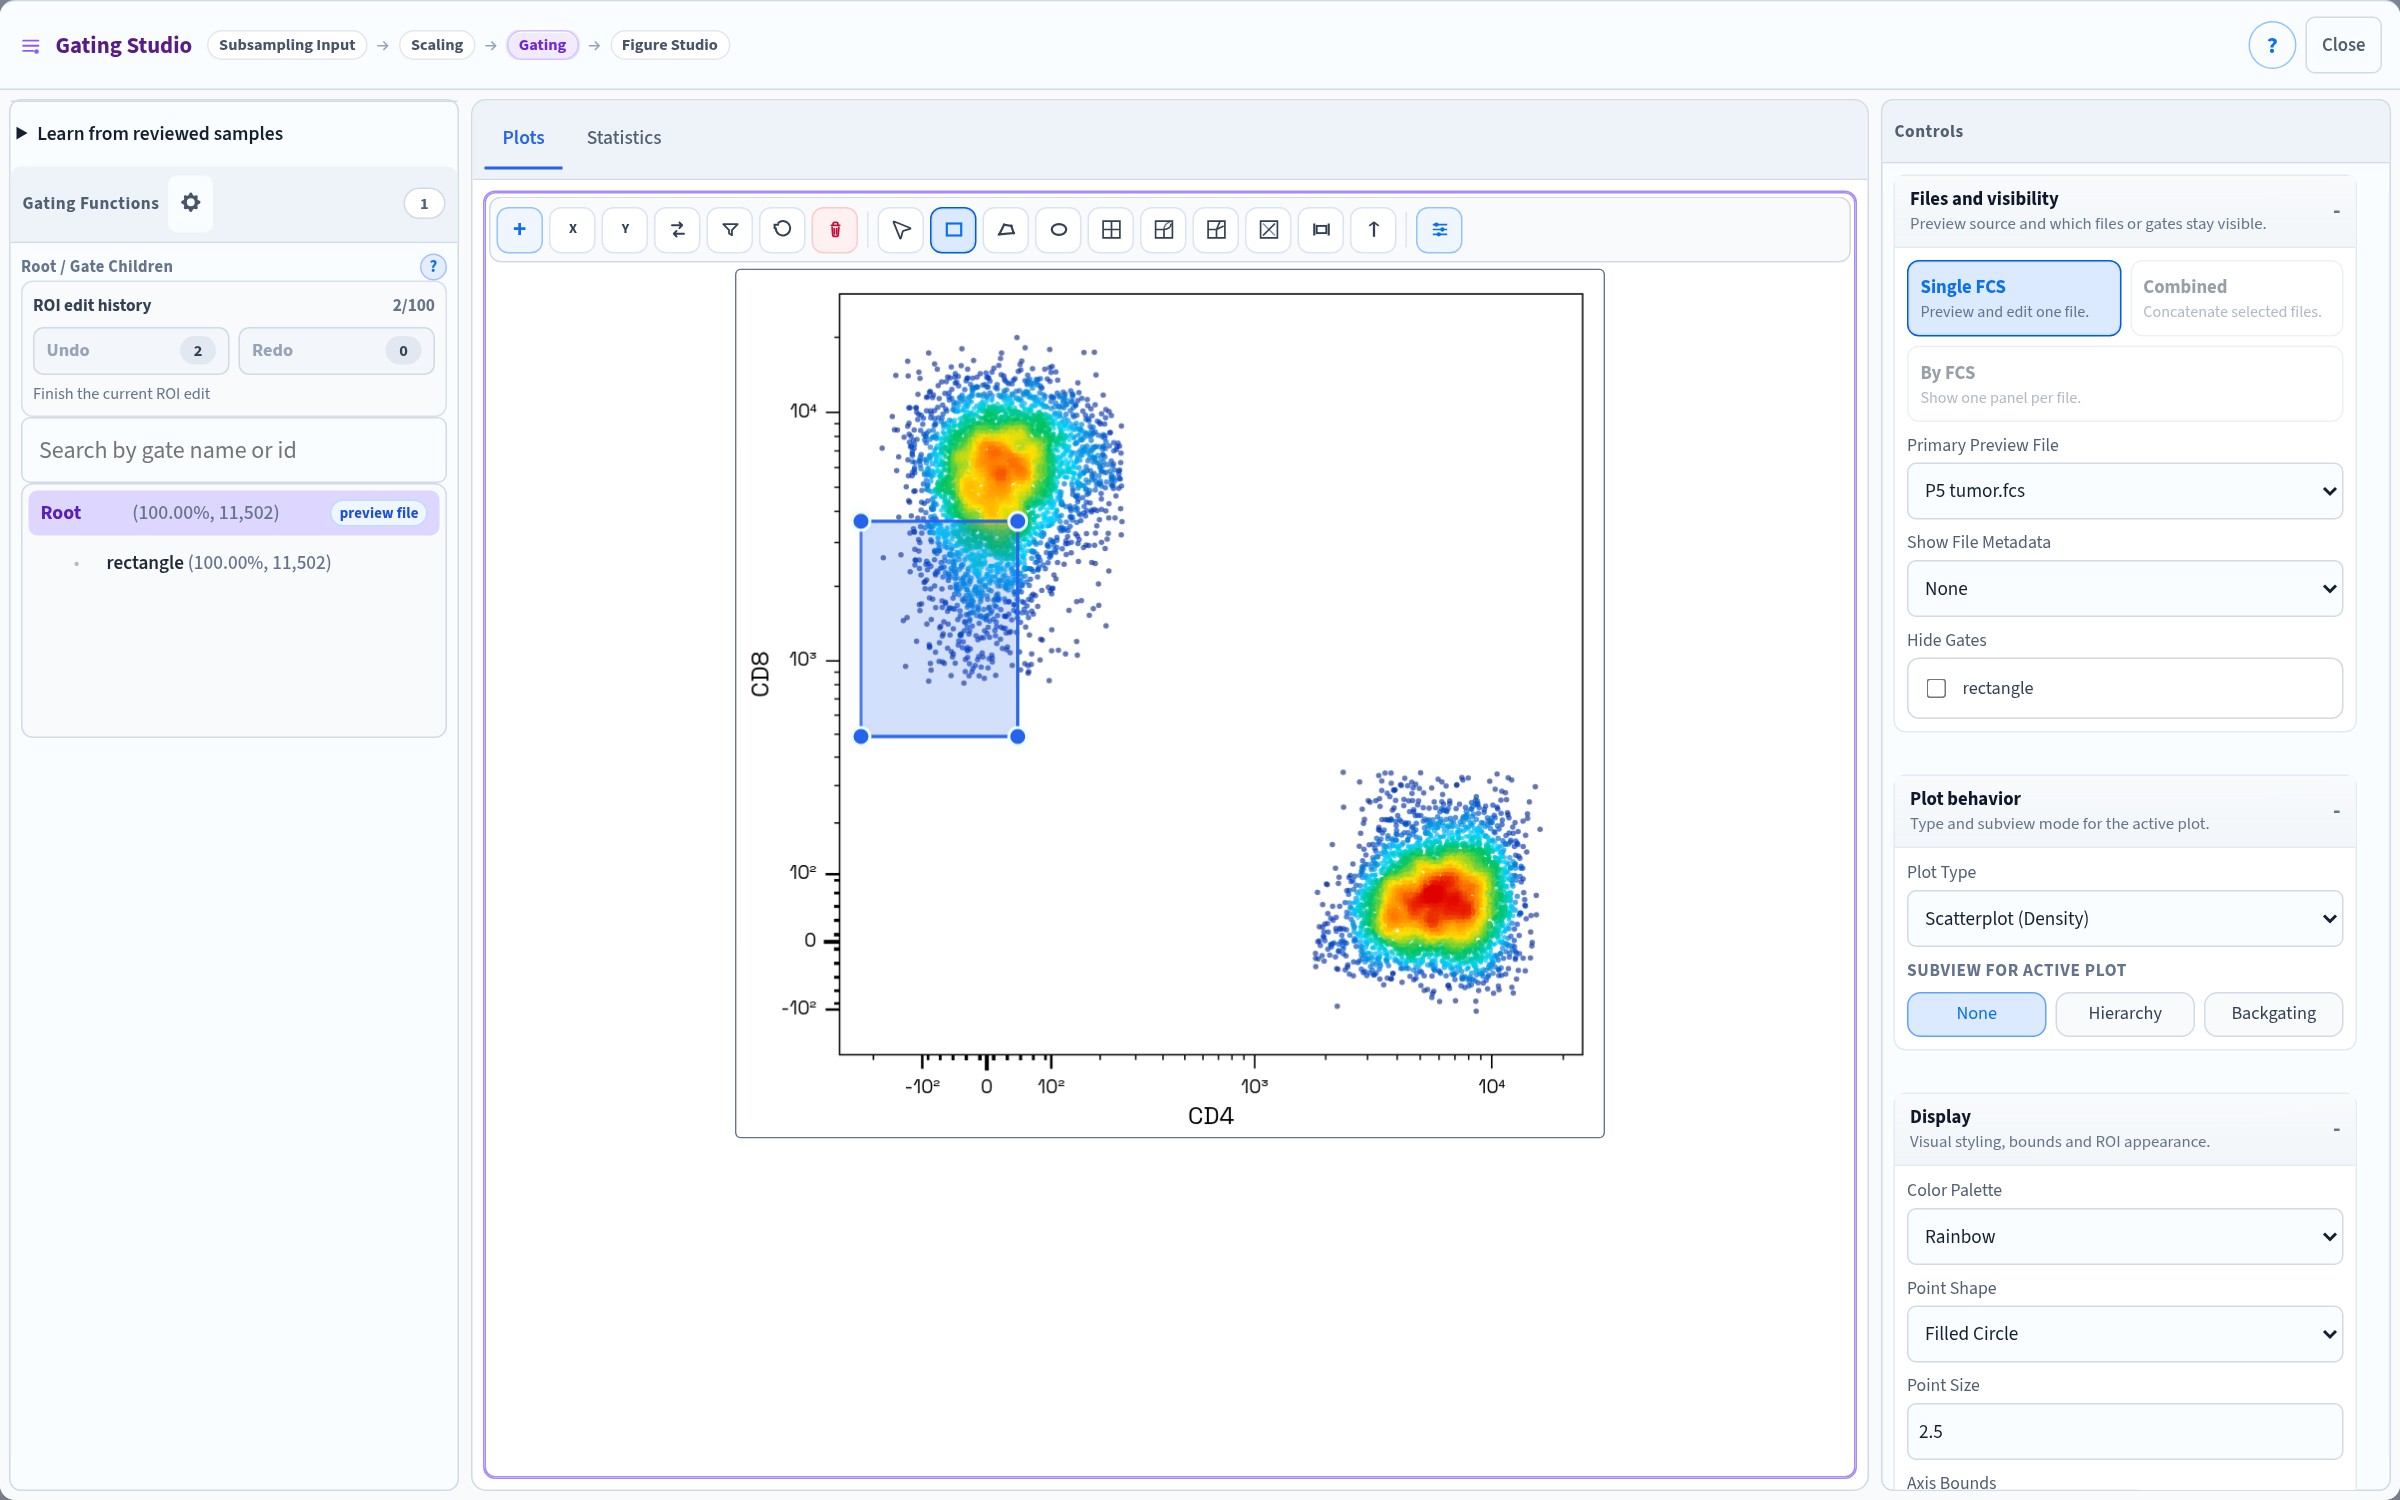 Gating Studio
Subsampling Input → Scaling → Gating → Figure Studio
?
Close
Learn from reviewed samples
Gating Functions
1
Root / Gate Children
?
ROI edit history
2/100
Undo 2
Redo 0
Finish the current ROI edit
Search by gate name or id
Root (100.00%, 11,502) preview file
rectangle (100.00%, 11,502)
Plots
Statistics
+
X
Y
10⁴
10³
10²
0
-10²
CD8
-10²
0
10²
10³
10⁴
CD4
Controls
Files and visibility
Preview source and which files or gates stay visible.
-
Single FCS
Preview and edit one file.
Combined
Concatenate selected files.
By FCS
Show one panel per file.
Primary Preview File
P5 tumor.fcs
Show File Metadata
None
Hide Gates
rectangle
Plot behavior
Type and subview mode for the active plot.
-
Plot Type
Scatterplot (Density)
SUBVIEW FOR ACTIVE PLOT
None
Hierarchy
Backgating
Display
Visual styling, bounds and ROI appearance.
-
Color Palette
Rainbow
Point Shape
Filled Circle
Point Size
2.5
Axis Bounds